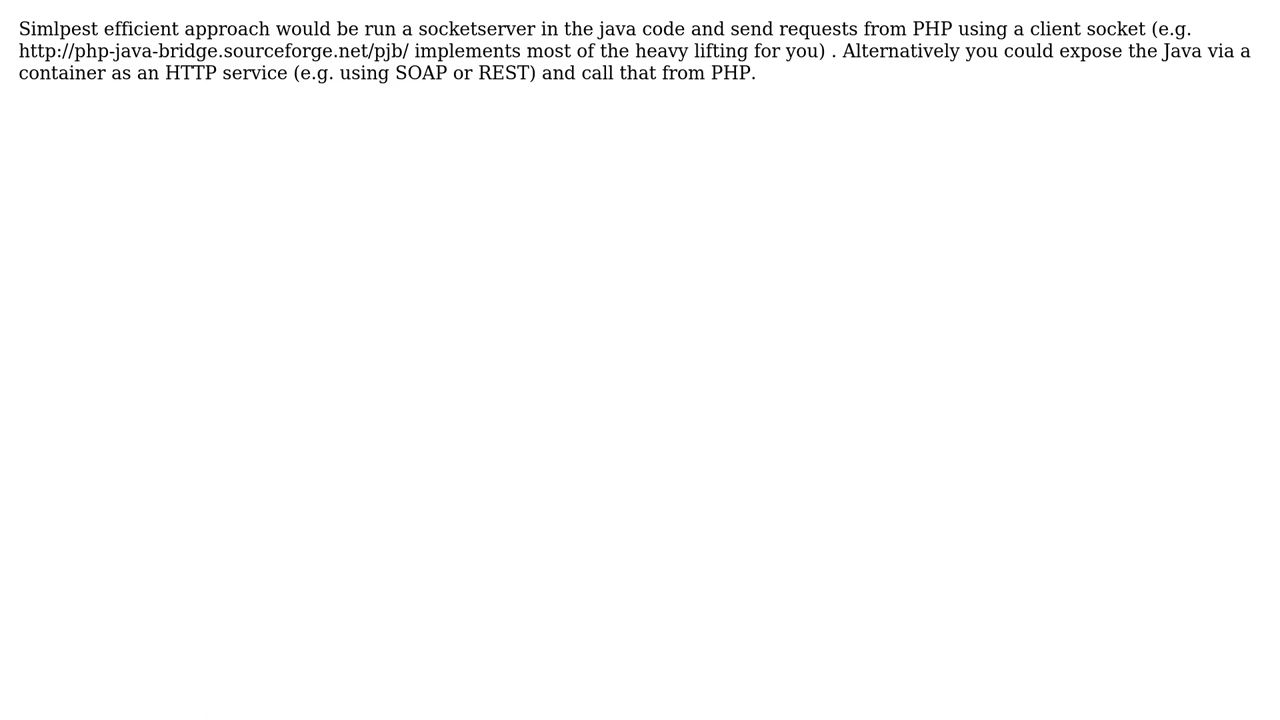 Simlpest efficient approach would be run a socketserver in the java code and send requests from PHP using a client socket (e.g.
http://php-java-bridge.sourceforge.net/pjb/ implements most of the heavy lifting for you) . Alternatively you could expose the Java via a
container as an HTTP service (e.g. using SOAP or REST) and call that from PHP.